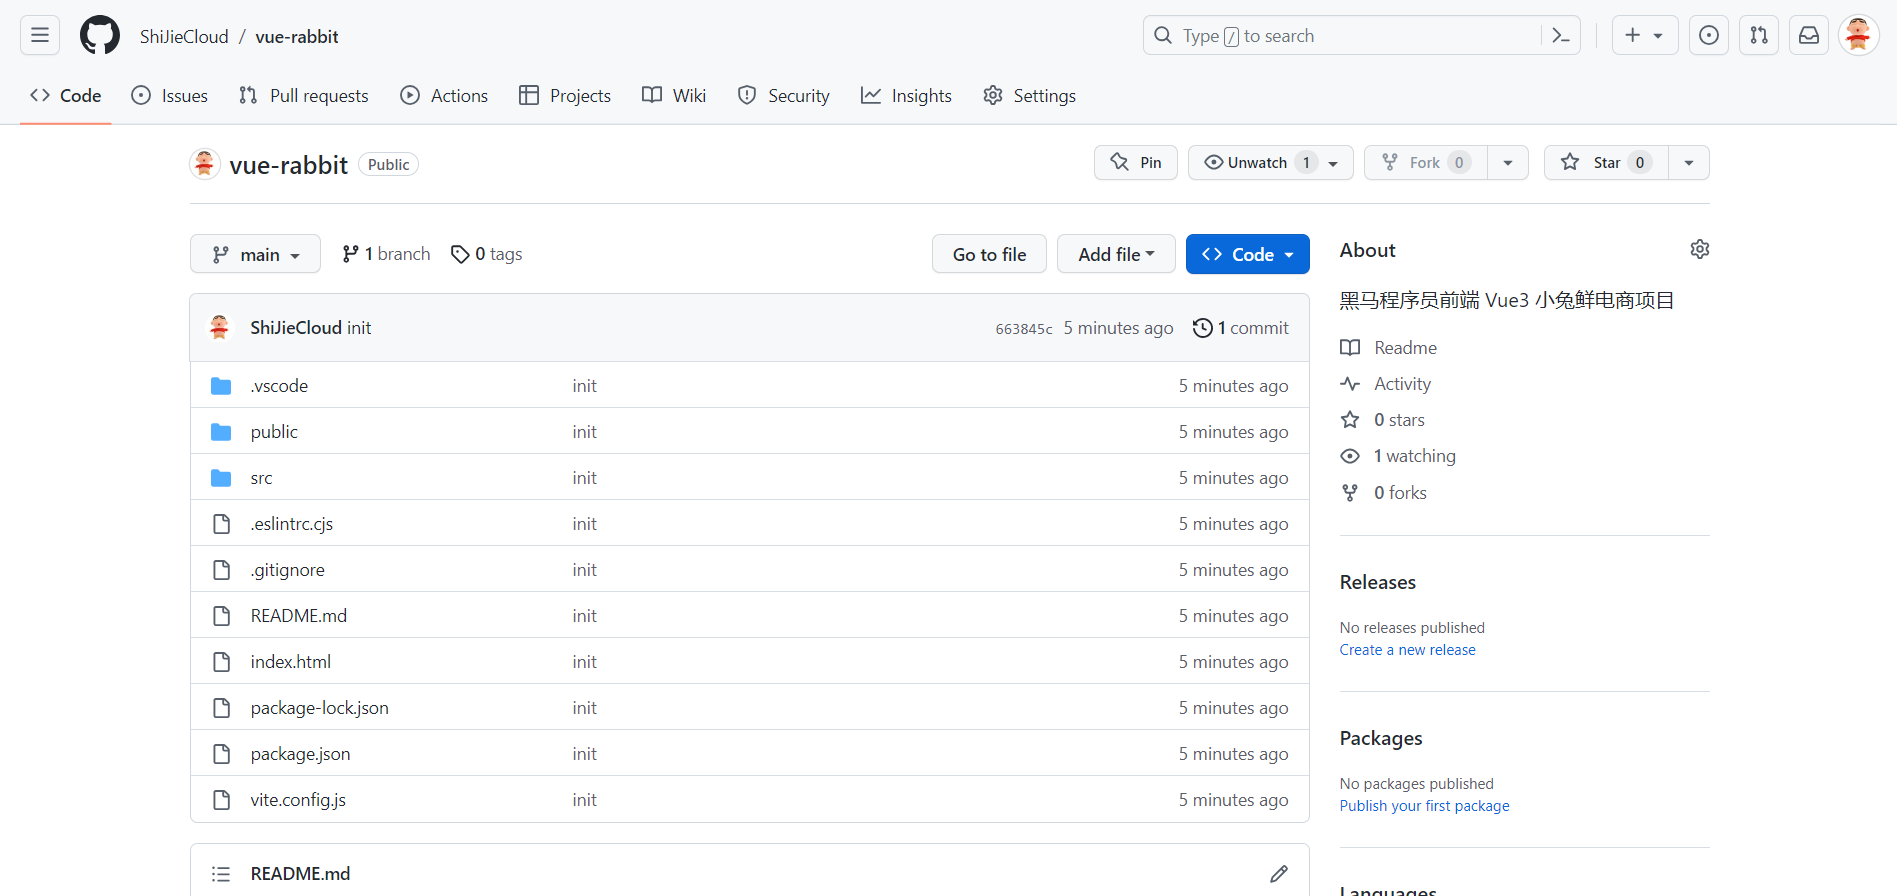 ShiJieCloud / vue-rabbit
Type / to search
Code Issues Pull requests Actions Projects Wiki Security Insights Settings
vue-rabbit Public
Pin Unwatch 1 Fork 0 Star 0
main 1 branch 0 tags Go to file Add file Code
ShiJieCloud init 663845c 5 minutes ago 1 commit
.vscode init 5 minutes ago
public init 5 minutes ago
src init 5 minutes ago
.eslintrc.cjs init 5 minutes ago
.gitignore init 5 minutes ago
README.md init 5 minutes ago
index.html init 5 minutes ago
package-lock.json init 5 minutes ago
package.json init 5 minutes ago
vite.config.js init 5 minutes ago
README.md
About
黑马程序员前端 Vue3 小兔鲜电商项目
Readme
Activity
0 stars
1 watching
0 forks
Releases
No releases published
Create a new release
Packages
No packages published
Publish your first package
Languages